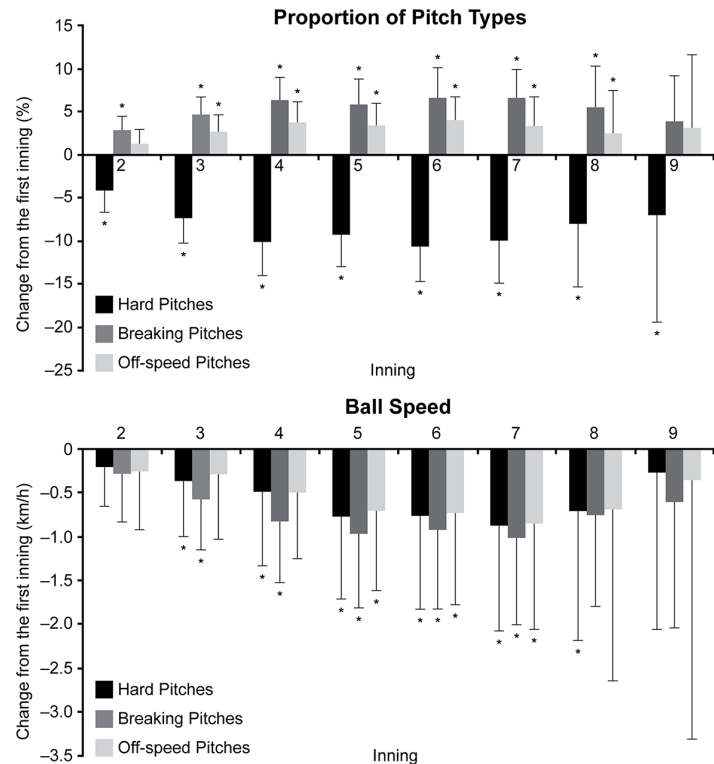 Proportion of Pitch Types
Change from the first inning (%)
15
10
5
0
−5
−10
−15
−20
−25
* * * * * * * * * * * * *
2 3 4 5 6 7 8 9
* * * * * * * *
Hard Pitches
Breaking Pitches
Off-speed Pitches
Inning
Ball Speed
2 3 4 5 6 7 8 9
Change from the first inning (km/h)
0
−0.5
−1.0
−1.5
−2.0
−2.5
−3.0
−3.5
* * * * * * * * * * * * * *
Hard Pitches
Breaking Pitches
Off-speed Pitches
Inning